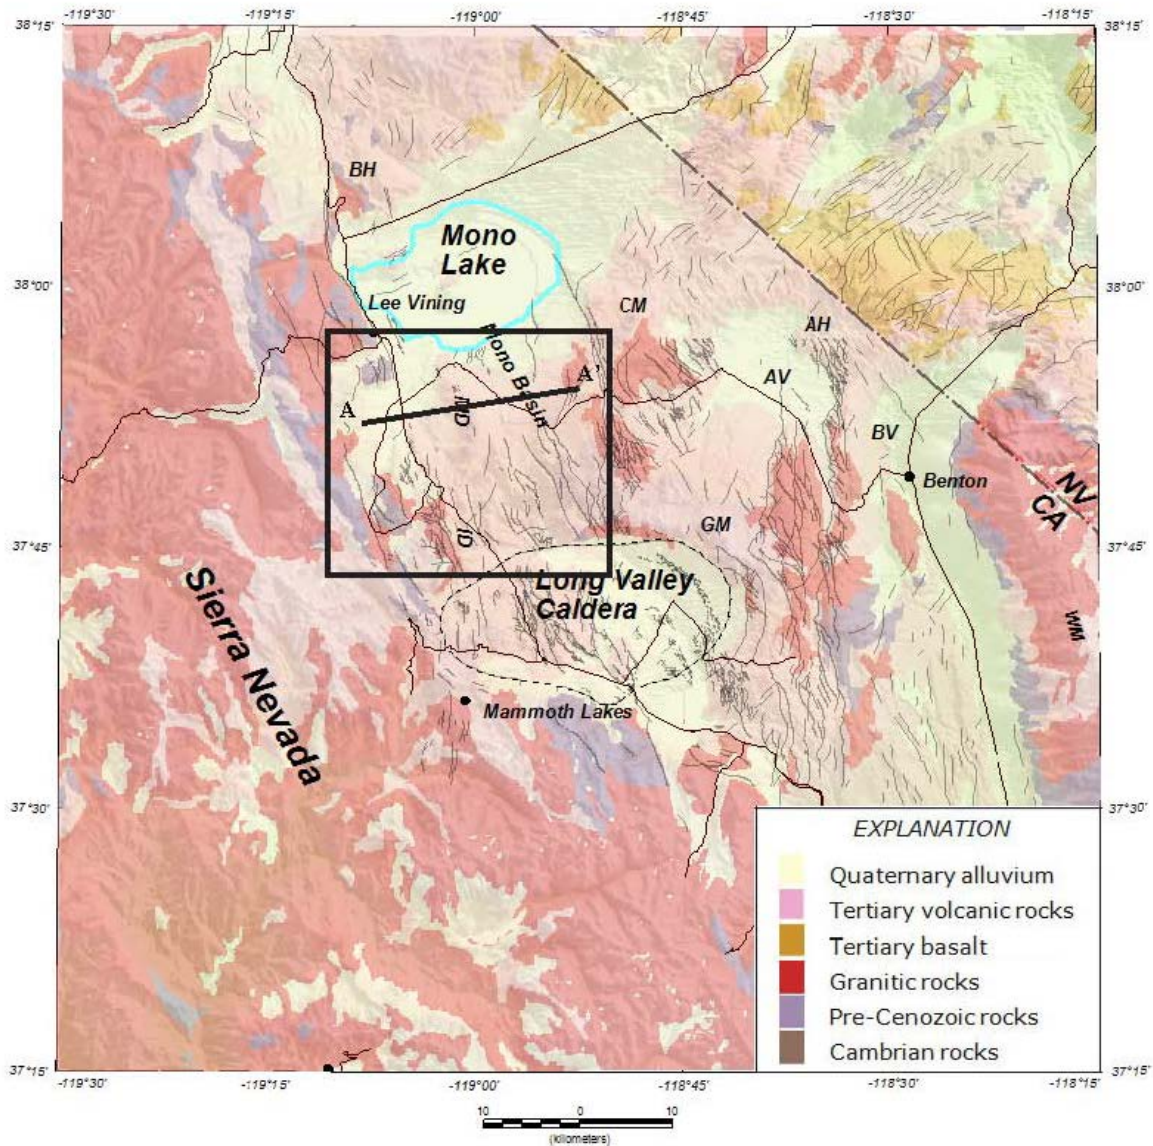 -119°30'
-119°15'
-119°00'
-118°45'
-118°30'
-118°15'
38°15'
38°15'
BH
Mono
Lake
38°00'
38°00'
Lee Vining
CM
AH
Mono Basin
A'
AV
A
MD
BV
Benton
NV
CA
GM
ID
37°45'
37°45'
Long Valley
Caldera
Sierra Nevada
WM
Mammoth Lakes
37°30'
37°30'
EXPLANATION
Quaternary alluvium
Tertiary volcanic rocks
Tertiary basalt
Granitic rocks
Pre-Cenozoic rocks
Cambrian rocks
37°15'
37°15'
-119°30'
-119°15'
-119°00'
-118°45'
-118°30'
-118°15'
10 0 10
(kilometers)